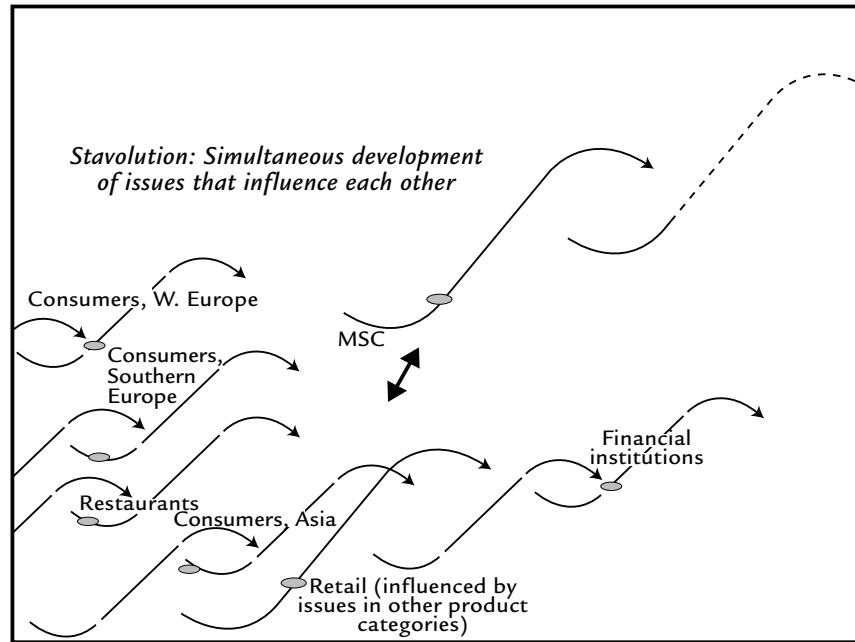 Stavolution: Simultaneous development
of issues that influence each other
Consumers, W. Europe
MSC
Consumers,
Southern
Europe
Financial
institutions
Restaurants
Consumers, Asia
Retail (influenced by
issues in other product
categories)